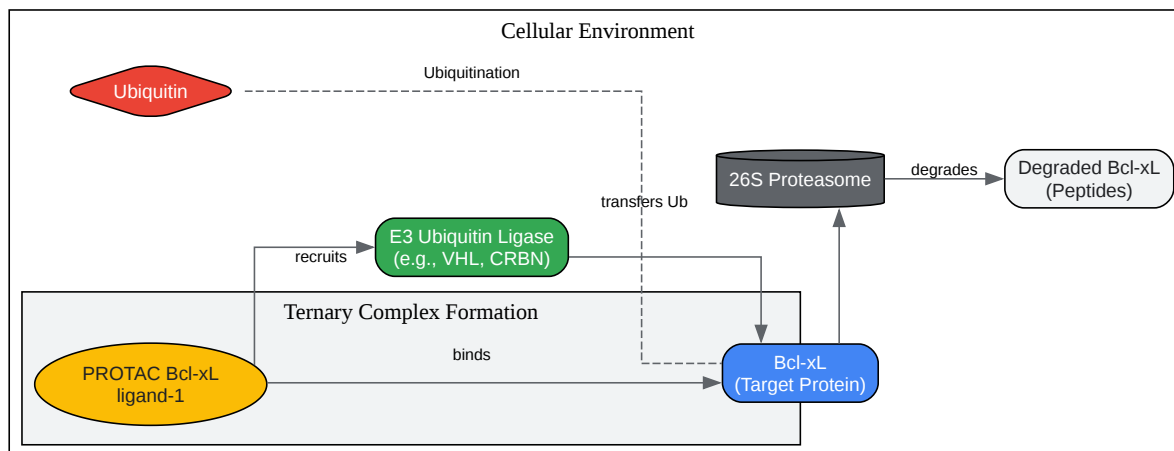 Cellular Environment
Ubiquitination
Ubiquitin
26S Proteasome
degrades
Degraded Bcl-xL
(Peptides)
transfers Ub
E3 Ubiquitin Ligase
(e.g., VHL, CRBN)
recruits
Ternary Complex Formation
binds
PROTAC Bcl-xL
ligand-1
Bcl-xL
(Target Protein)